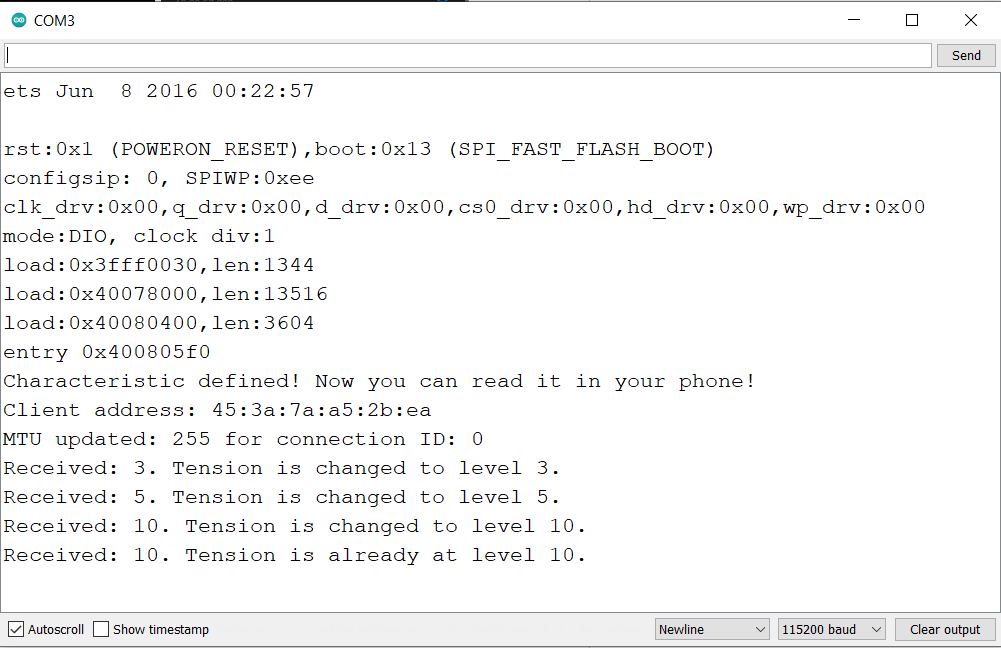 COM3
Send
ets Jun  8 2016 00:22:57
rst:0x1 (POWERON_RESET),boot:0x13 (SPI_FAST_FLASH_BOOT)
configsip: 0, SPIWP:0xee
clk_drv:0x00,q_drv:0x00,d_drv:0x00,cs0_drv:0x00,hd_drv:0x00,wp_drv:0x00
mode:DIO, clock div:1
load:0x3fff0030,len:1344
load:0x40078000,len:13516
load:0x40080400,len:3604
entry 0x400805f0
Characteristic defined! Now you can read it in your phone!
Client address: 45:3a:7a:a5:2b:ea
MTU updated: 255 for connection ID: 0
Received: 3. Tension is changed to level 3.
Received: 5. Tension is changed to level 5.
Received: 10. Tension is changed to level 10.
Received: 10. Tension is already at level 10.
Autoscroll Show timestamp Newline 115200 baud Clear output